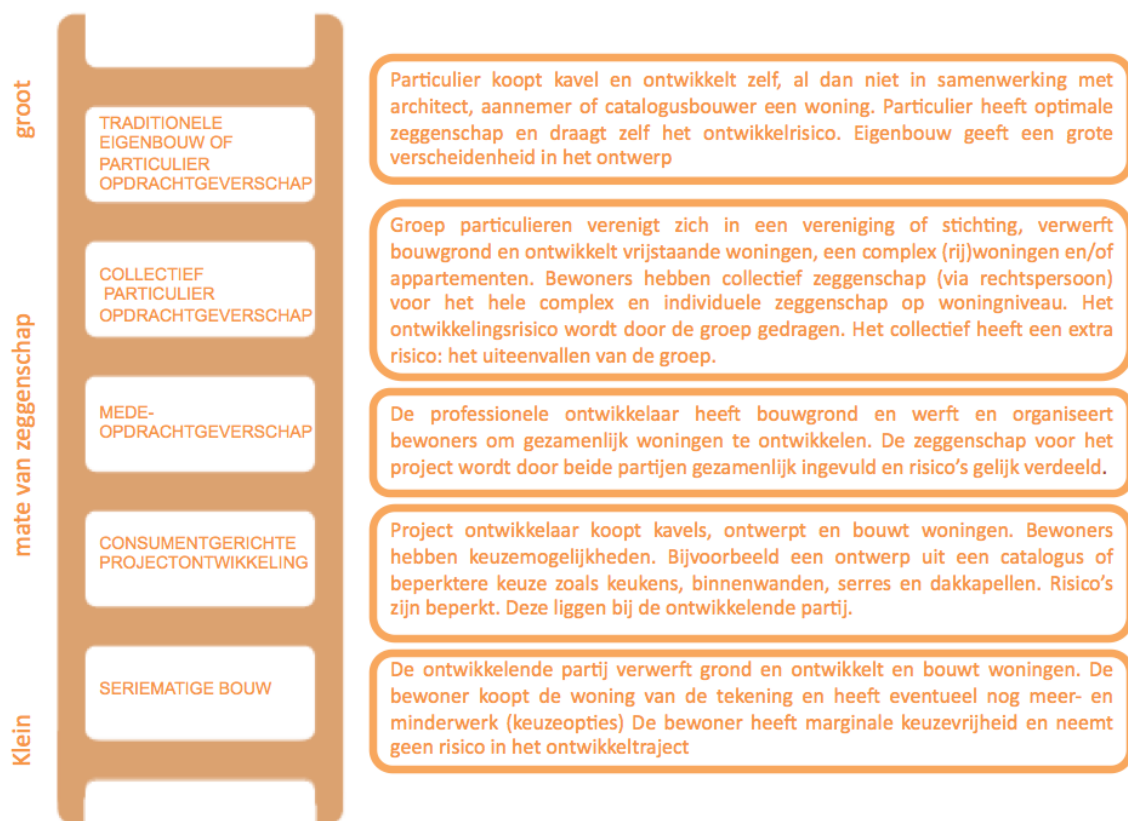 groot
TRADITIONELE
EIGENBOUW OF
PARTICULIER
OPDRACHTGEVERSCHAP
Particulier koopt kavel en ontwikkelt zelf, al dan niet in samenwerking met
architect, aannemer of catalogusbouwer een woning. Particulier heeft optimale
zeggenschap en draagt zelf het ontwikkelrisico. Eigenbouw geeft een grote
verscheidenheid in het ontwerp
mate van zeggenschap
COLLECTIEF
PARTICULIER
OPDRACHTGEVERSCHAP
Groep particulieren verenigt zich in een vereniging of stichting, verwerft
bouwgrond en ontwikkelt vrijstaande woningen, een complex (rij)woningen en/of
appartementen. Bewoners hebben collectief zeggenschap (via rechtspersoon)
voor het hele complex en individuele zeggenschap op woningniveau. Het
ontwikkelingsrisico wordt door de groep gedragen. Het collectief heeft een extra
risico: het uiteenvallen van de groep.
MEDE-
OPDRACHTGEVERSCHAP
De professionele ontwikkelaar heeft bouwgrond en werft en organiseert
bewoners om gezamenlijk woningen te ontwikkelen. De zeggenschap voor het
project wordt door beide partijen gezamenlijk ingevuld en risico's gelijk verdeeld.
CONSUMENTGERICHTE
PROJECTONTWIKKELING
Project ontwikkelaar koopt kavels, ontwerpt en bouwt woningen. Bewoners
hebben keuzemogelijkheden. Bijvoorbeeld een ontwerp uit een catalogus of
beperktere keuze zoals keukens, binnenwanden, serres en dakkapellen. Risico's
zijn beperkt. Deze liggen bij de ontwikkelende partij.
Klein
SERIEMATIGE BOUW
De ontwikkelende partij verwerft grond en ontwikkelt en bouwt woningen. De
bewoner koopt de woning van de tekening en heeft eventueel nog meer- en
minderwerk (keuzeopties) De bewoner heeft marginale keuzevrijheid en neemt
geen risico in het ontwikkeltraject